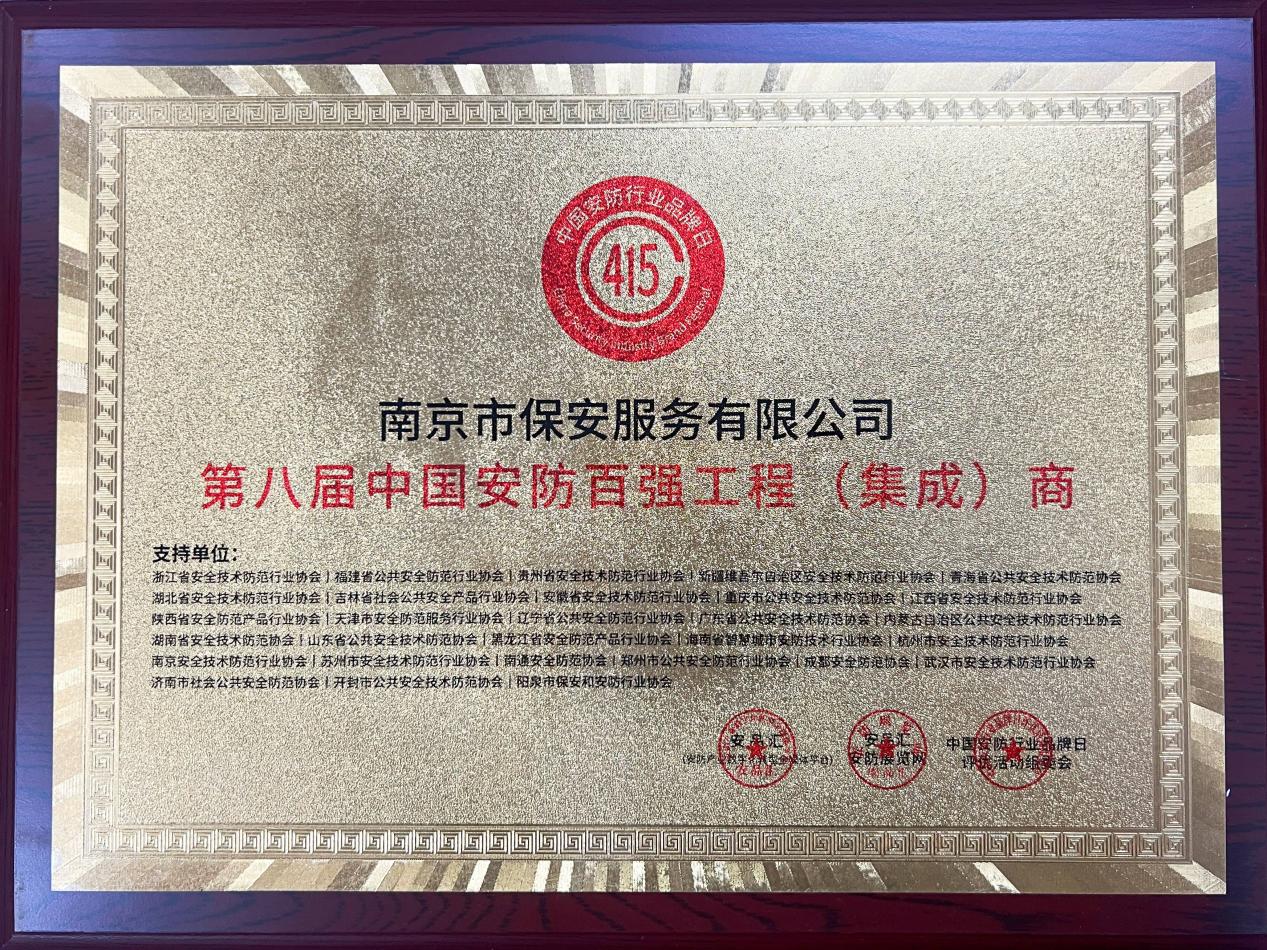 中国安防行业品牌日
415
China Security Industry Brand Festival
南京市保安服务有限公司
第八届中国安防百强工程（集成）商
支持单位：
浙江省安全技术防范行业协会 | 福建省公共安全防范行业协会 | 贵州省安全技术防范行业协会 | 新疆维吾尔自治区安全技术防范行业协会 | 青海省公共安全技术防范协会
湖北省安全技术防范行业协会 | 吉林省社会公共安全产品行业协会 | 安徽省安全技术防范行业协会 | 重庆市公共安全技术防范协会 | 江西省安全技术防范行业协会
陕西省安全防范产品行业协会 | 天津市安全防范服务行业协会 | 辽宁省公共安全防范行业协会 | 广东省公共安全技术防范协会 | 内蒙古自治区公共安全技术防范行业协会
湖南省安全技术防范协会 | 山东省公共安全技术防范协会 | 黑龙江省安全防范产品行业协会 | 海南省智慧城市安防技术行业协会 | 杭州市安全技术防范行业协会
南京安全技术防范行业协会 | 苏州市安全技术防范行业协会 | 南通安全防范协会 | 郑州市公共安全防范行业协会 | 成都安全防范协会 | 武汉市安全技术防范行业协会
济南市社会公共安全防范协会 | 开封市公共安全技术防范协会 | 阳泉市保安和安防行业协会
安品汇 安品汇 中国安防行业品牌日
安防展览网 评选活动组委会